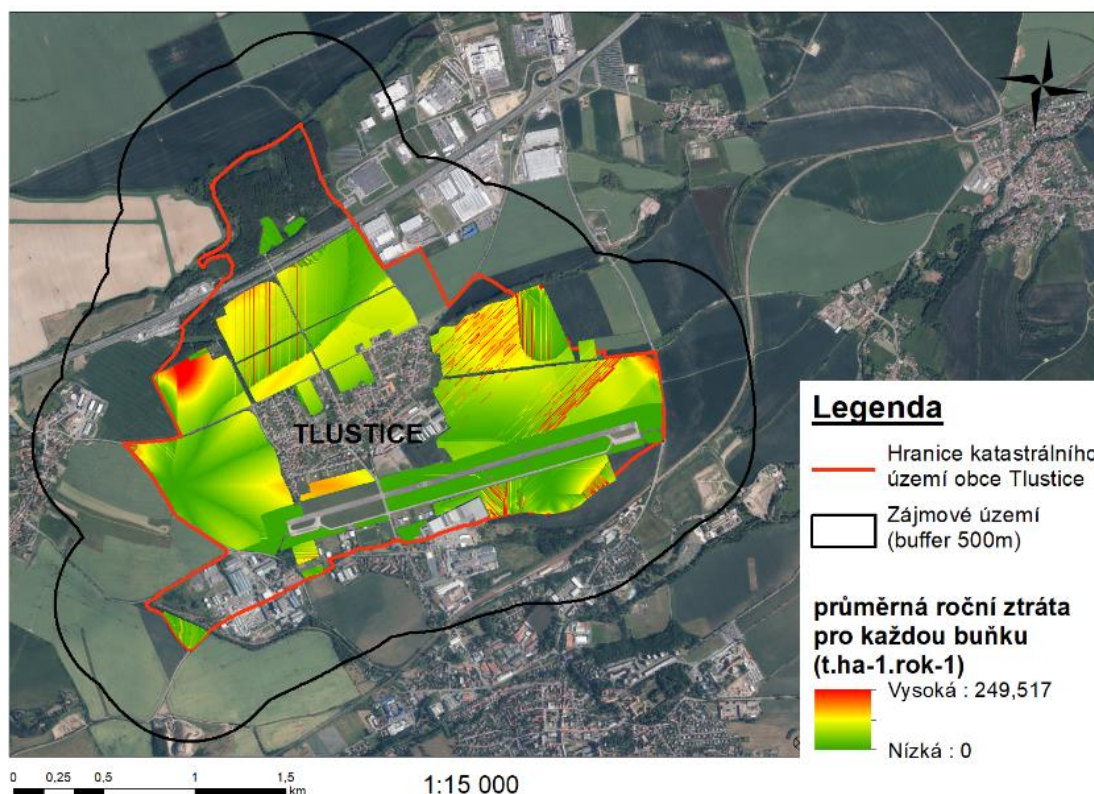 TLUSTICE
Legenda
Hranice katastrálního
území obce Tlustice
Zájmové území
(buffer 500m)
průměrná roční ztráta
pro každou buňku
(t.ha-1.rok-1)
Vysoká : 249,517
Nízká : 0
0 0,25 0,5 1 1,5
km
1:15 000